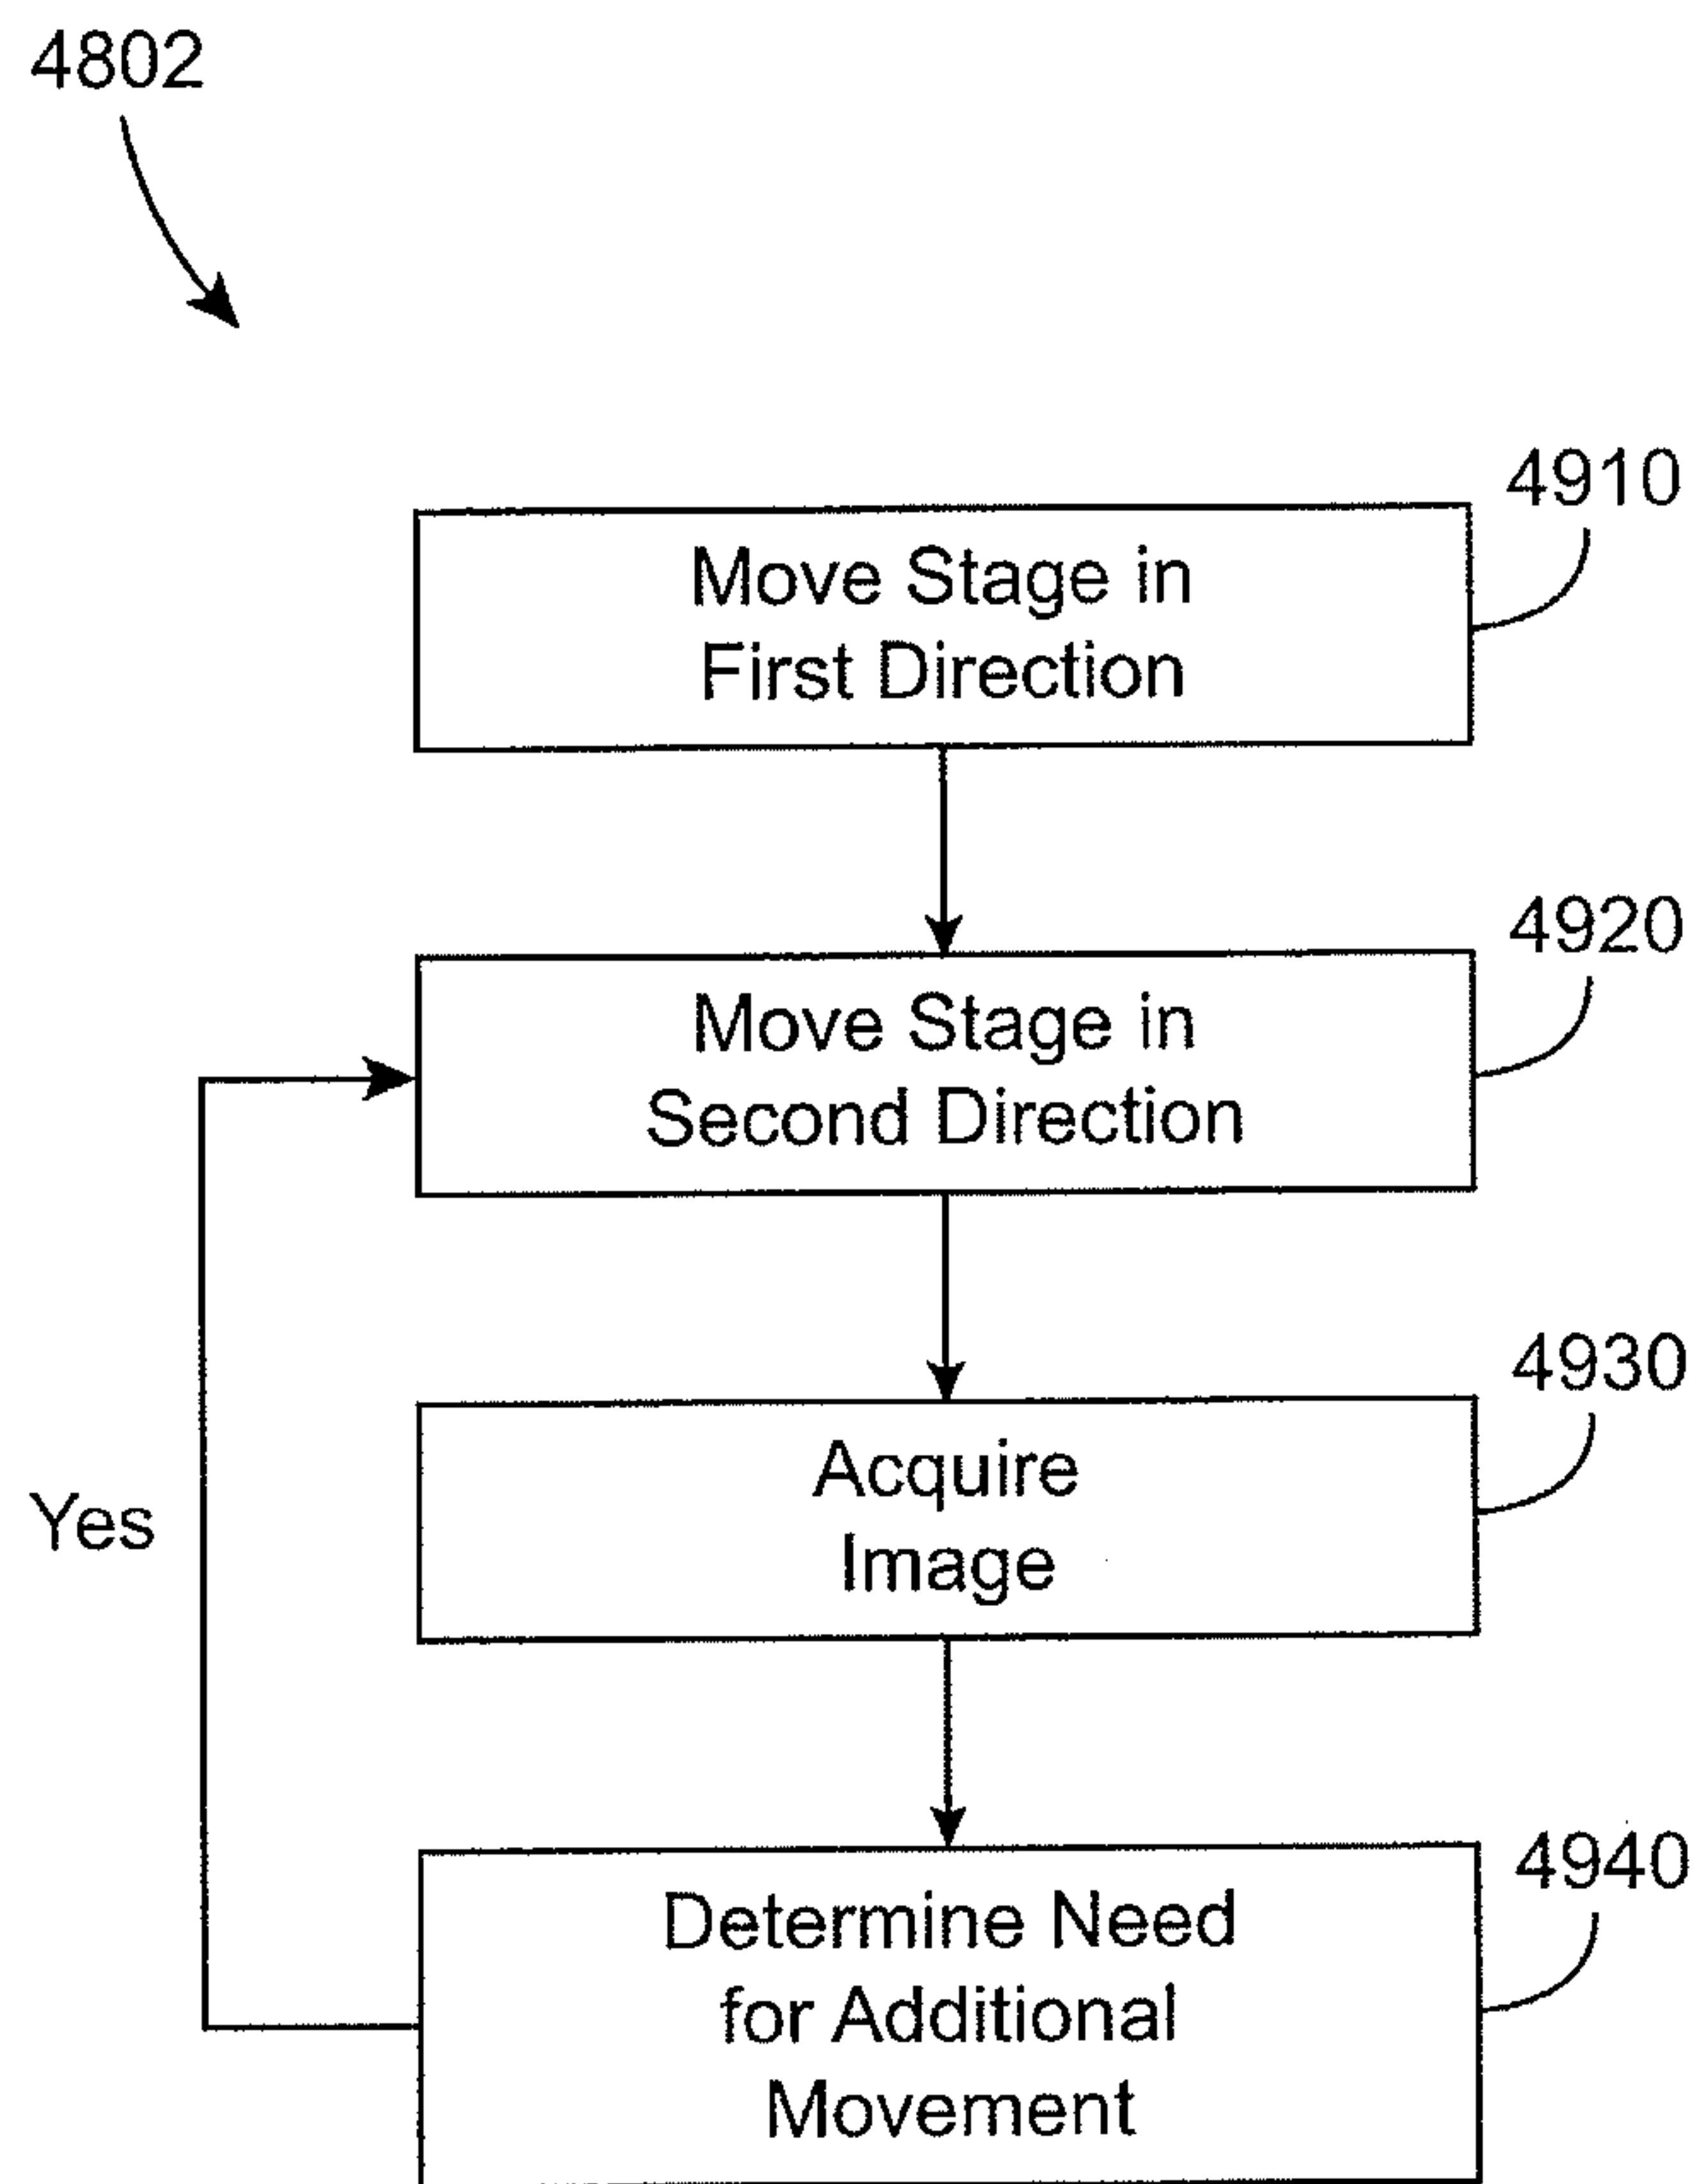 4802
4910
Move Stage in
First Direction
4920
Move Stage in
Second Direction
4930
Acquire
Image
Yes
4940
Determine Need
for Additional
Movement